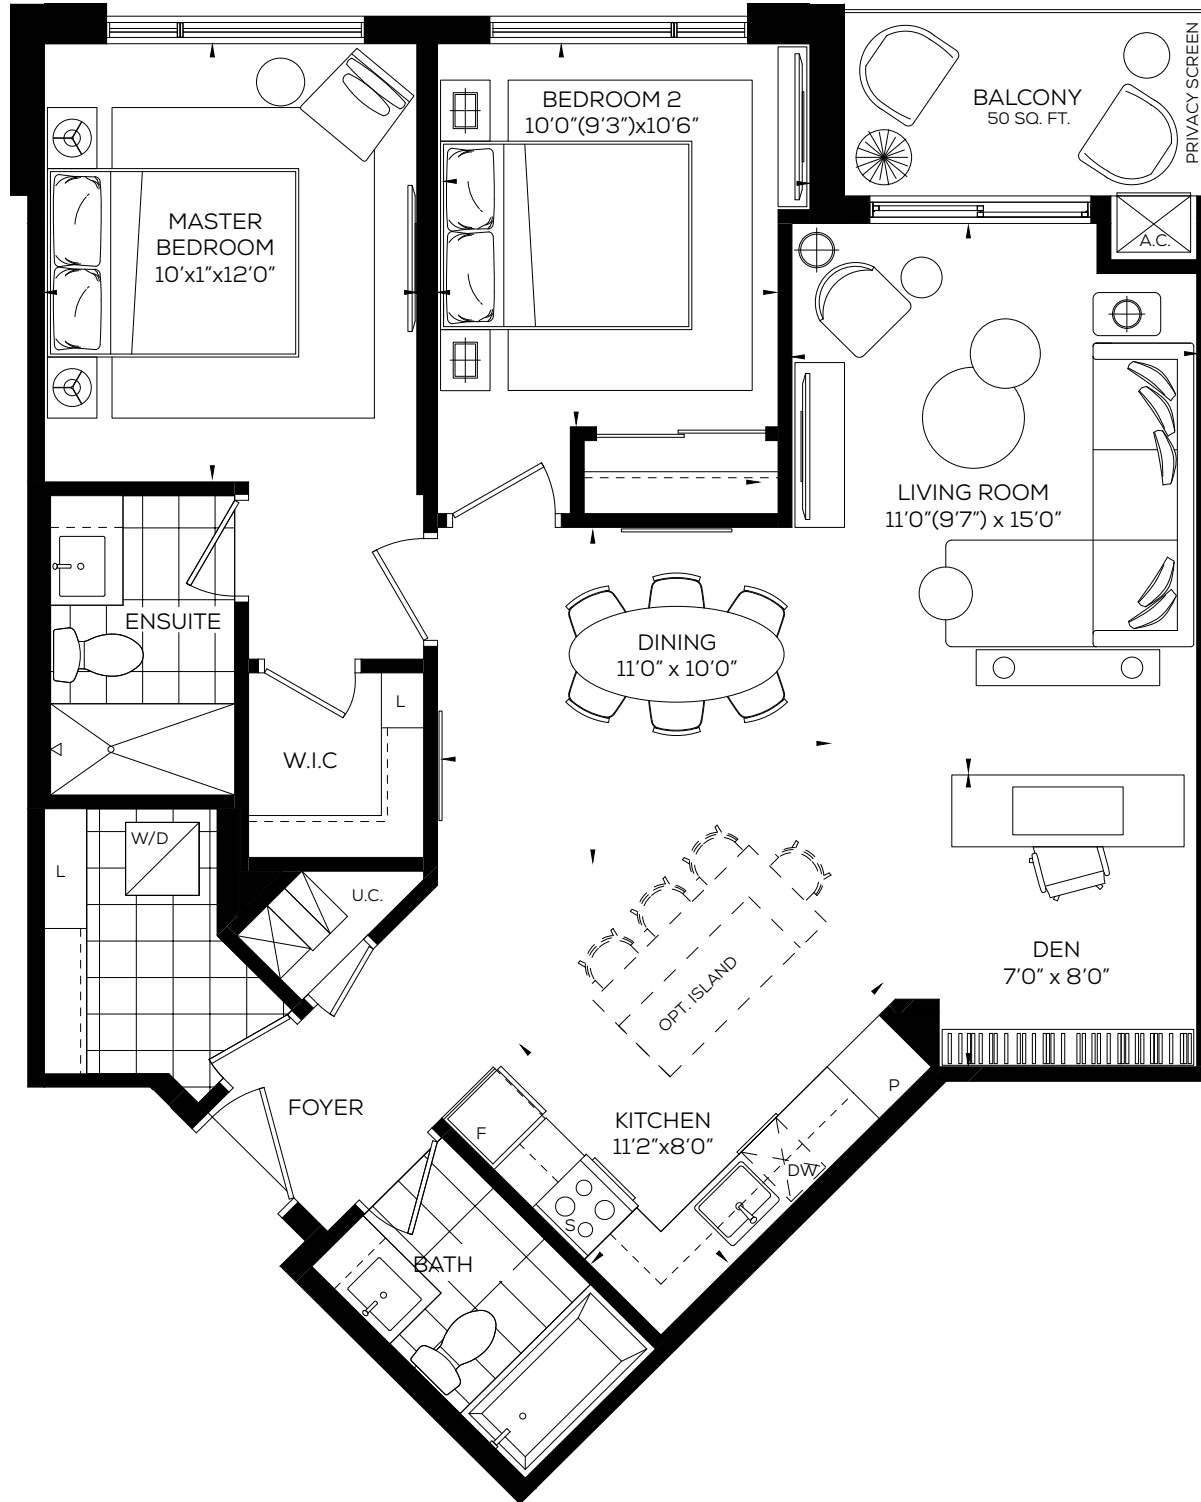 BEDROOM 2
10'0"(9'3")x10'6"
BALCONY
50 SQ. FT.
PRIVACY SCREEN
MASTER
BEDROOM
10'x1"x12'0"
A.C.
LIVING ROOM
11'0"(9'7") x 15'0"
ENSUITE
DINING
11'0" x 10'0"
L
W.I.C
W/D
L
U.C.
DEN
7'0" x 8'0"
OPT. ISLAND
FOYER
F
KITCHEN
11'2"x8'0"
P
DW
S
BATH